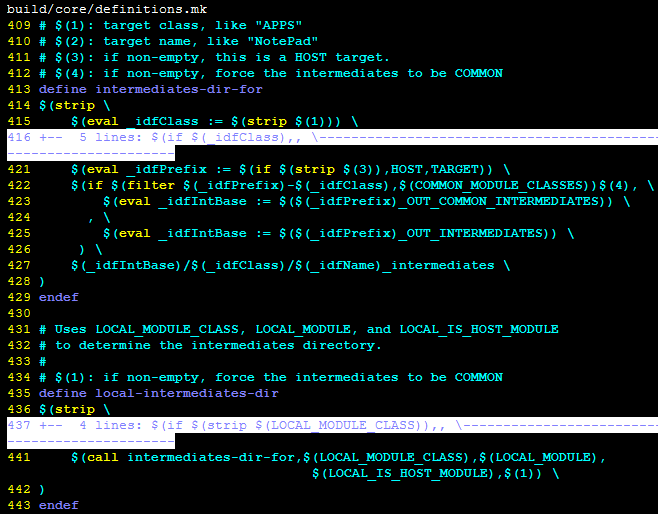 build/core/definitions.mk
409 # $(1): target class, like "APPS"
410 # $(2): target name, like "NotePad"
411 # $(3): if non-empty, this is a HOST target.
412 # $(4): if non-empty, force the intermediates to be COMMON
413 define intermediates-dir-for
414 $(strip \
415     $(eval _idfClass := $(strip $(1))) \
416 +--  5 lines: $(if $(_idfClass),, \------------------------------------------
---------------------
421     $(eval _idfPrefix := $(if $(strip $(3)),HOST,TARGET)) \
422     $(if $(filter $(_idfPrefix)-$(_idfClass),$(COMMON_MODULE_CLASSES))$(4), \
423         $(eval _idfIntBase := $($(_idfPrefix)_OUT_COMMON_INTERMEDIATES)) \
424       , \
425         $(eval _idfIntBase := $($(_idfPrefix)_OUT_INTERMEDIATES)) \
426      ) \
427     $(_idfIntBase)/$(_idfClass)/$(_idfName)_intermediates \
428 )
429 endef
430
431 # Uses LOCAL_MODULE_CLASS, LOCAL_MODULE, and LOCAL_IS_HOST_MODULE
432 # to determine the intermediates directory.
433 #
434 # $(1): if non-empty, force the intermediates to be COMMON
435 define local-intermediates-dir
436 $(strip \
437 +--  4 lines: $(if $(strip $(LOCAL_MODULE_CLASS)),, \------------------------
---------------------
441     $(call intermediates-dir-for,$(LOCAL_MODULE_CLASS),$(LOCAL_MODULE),
$(LOCAL_IS_HOST_MODULE),$(1)) \
442 )
443 endef